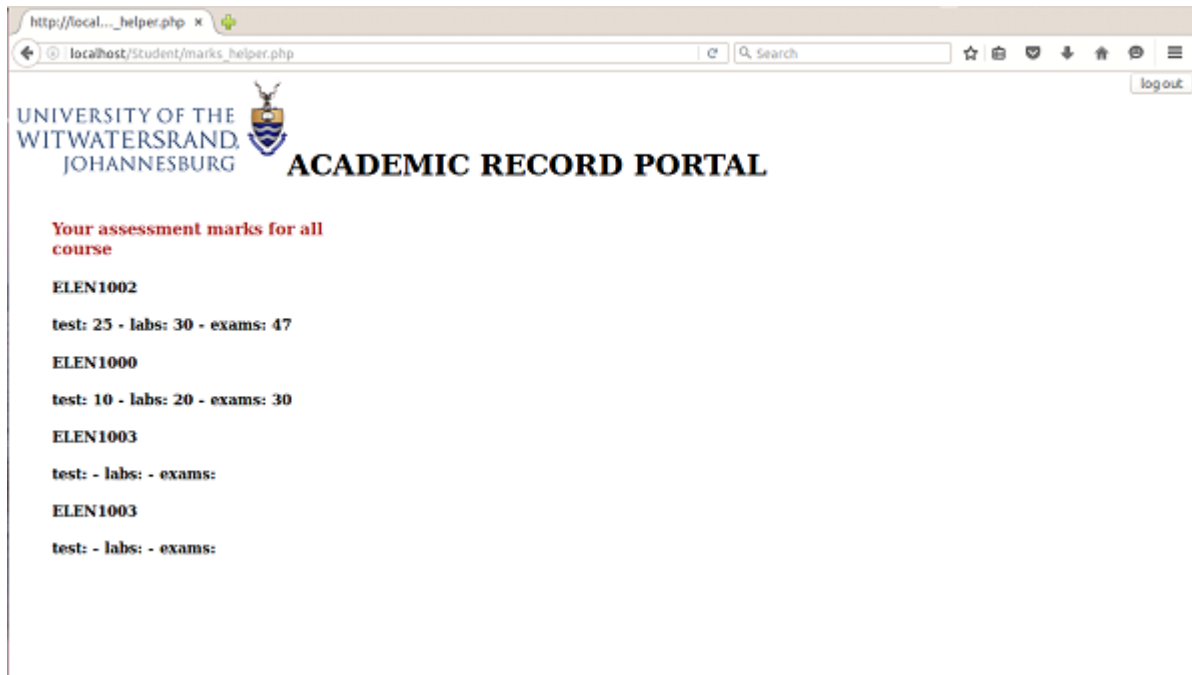 http://local..._helper.php
localhost/Student/marks_helper.php
Search
log out
UNIVERSITY OF THE
WITWATERSRAND,
JOHANNESBURG
ACADEMIC RECORD PORTAL
Your assessment marks for all
course
ELEN1002
test: 25 - labs: 30 - exams: 47
ELEN1000
test: 10 - labs: 20 - exams: 30
ELEN1003
test: - labs: - exams:
ELEN1003
test: - labs: - exams: